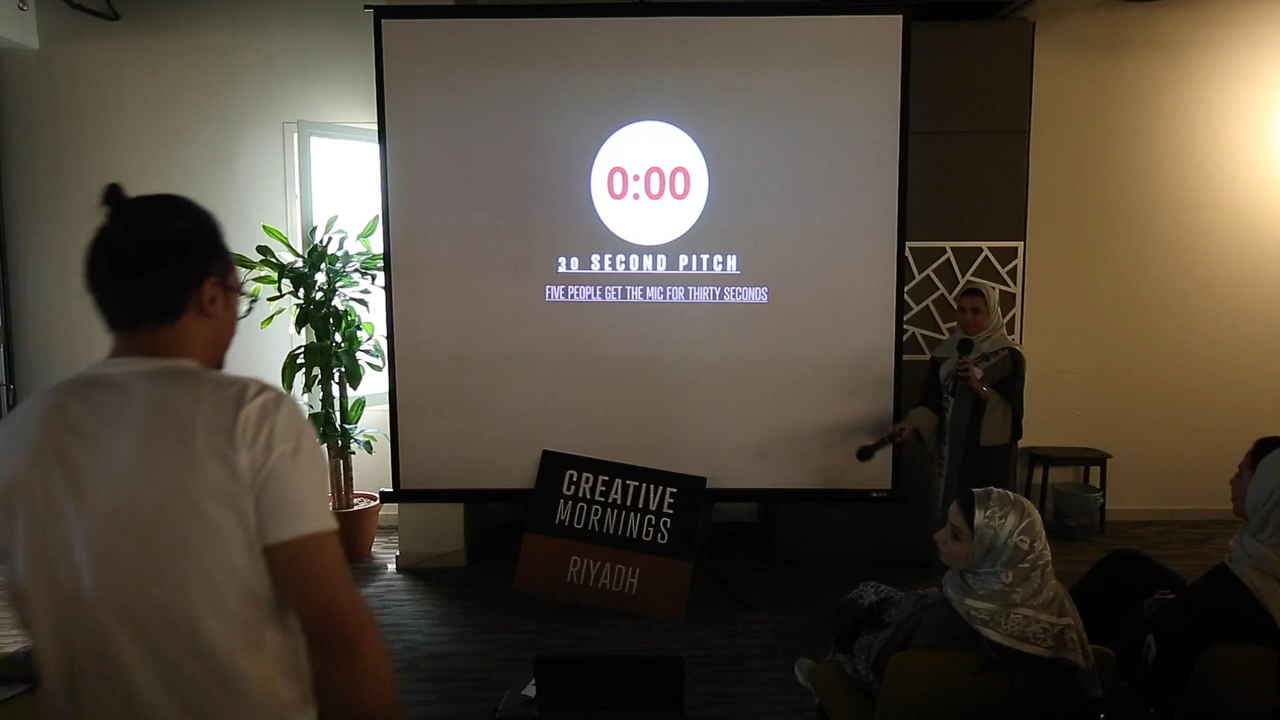 0:00
30 SECOND PITCH
FIVE PEOPLE GET THE MIC FOR THIRTY SECONDS
CREATIVE
MORNINGS
RIYADH